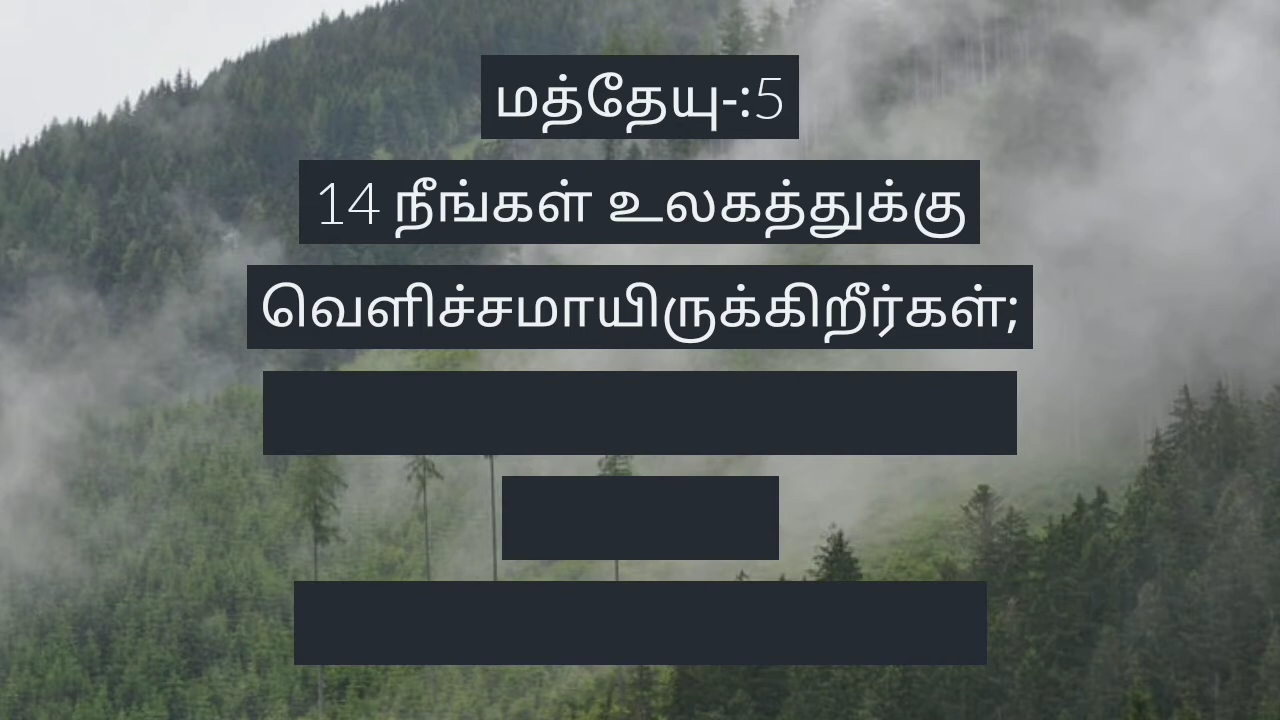 மத்தேயு-:5
14 நீங்கள் உலகத்துக்கு
வெளிச்சமாயிருக்கிறீர்கள்;